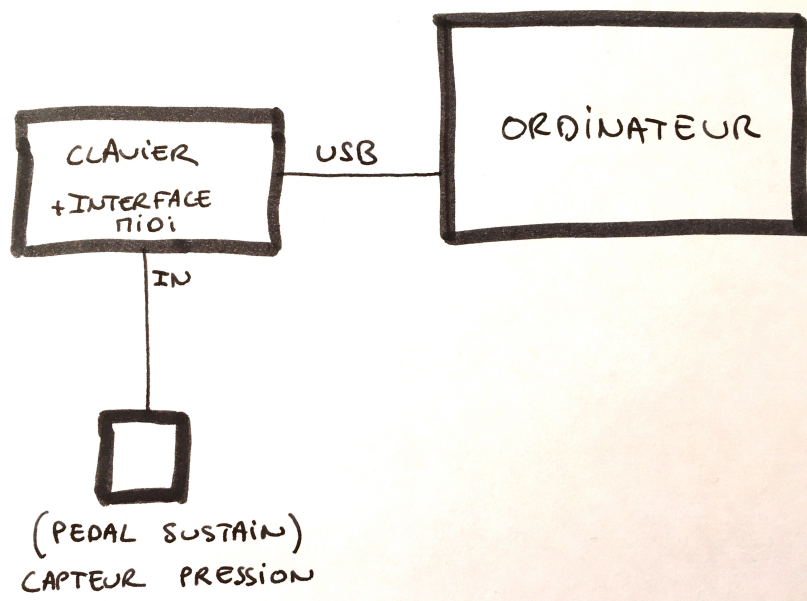 ORDiNATEUR
CLAViER
USB
+ INTERFACE
MiDi
IN
(PEDAL SUSTAiN)
CAPTEUR PRESSION